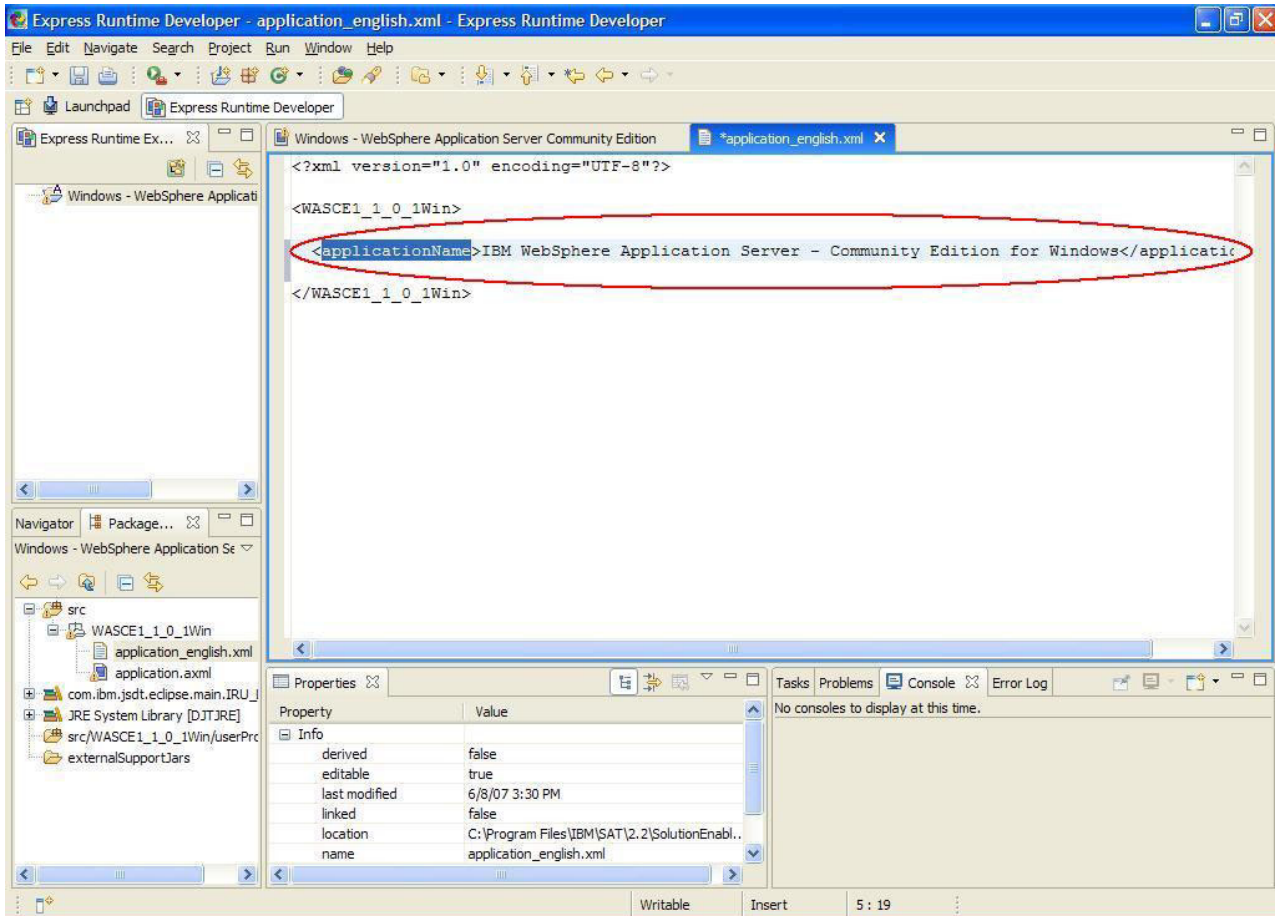 Express Runtime Developer - application_english.xml - Express Runtime Developer
File Edit Navigate Search Project Run Window Help
Launchpad Express Runtime Developer
Express Runtime Ex...
Windows - WebSphere Applicati
Windows - WebSphere Application Server Community Edition *application_english.xml
<?xml version="1.0" encoding="UTF-8"?>
<WASCE1_1_0_1Win>
<applicationName>IBM WebSphere Application Server - Community Edition for Windows</applicatio
</WASCE1_1_0_1Win>
Navigator Package...
Windows - WebSphere Application Se
src
WASCE1_1_0_1Win
application_english.xml
application.axml
com.ibm.jsdt.eclipse.main.IRU_
JRE System Library [DJTJRE]
src/WASCE1_1_0_1Win/userPro
externalSupportJars
Properties
Property Value
Info
derived false
editable true
last modified 6/8/07 3:30 PM
linked false
location C:\Program Files\IBM\SAT\2.2\SolutionEnabl..
name application_english.xml
Tasks Problems Console Error Log
No consoles to display at this time.
Writable Insert 5 : 19